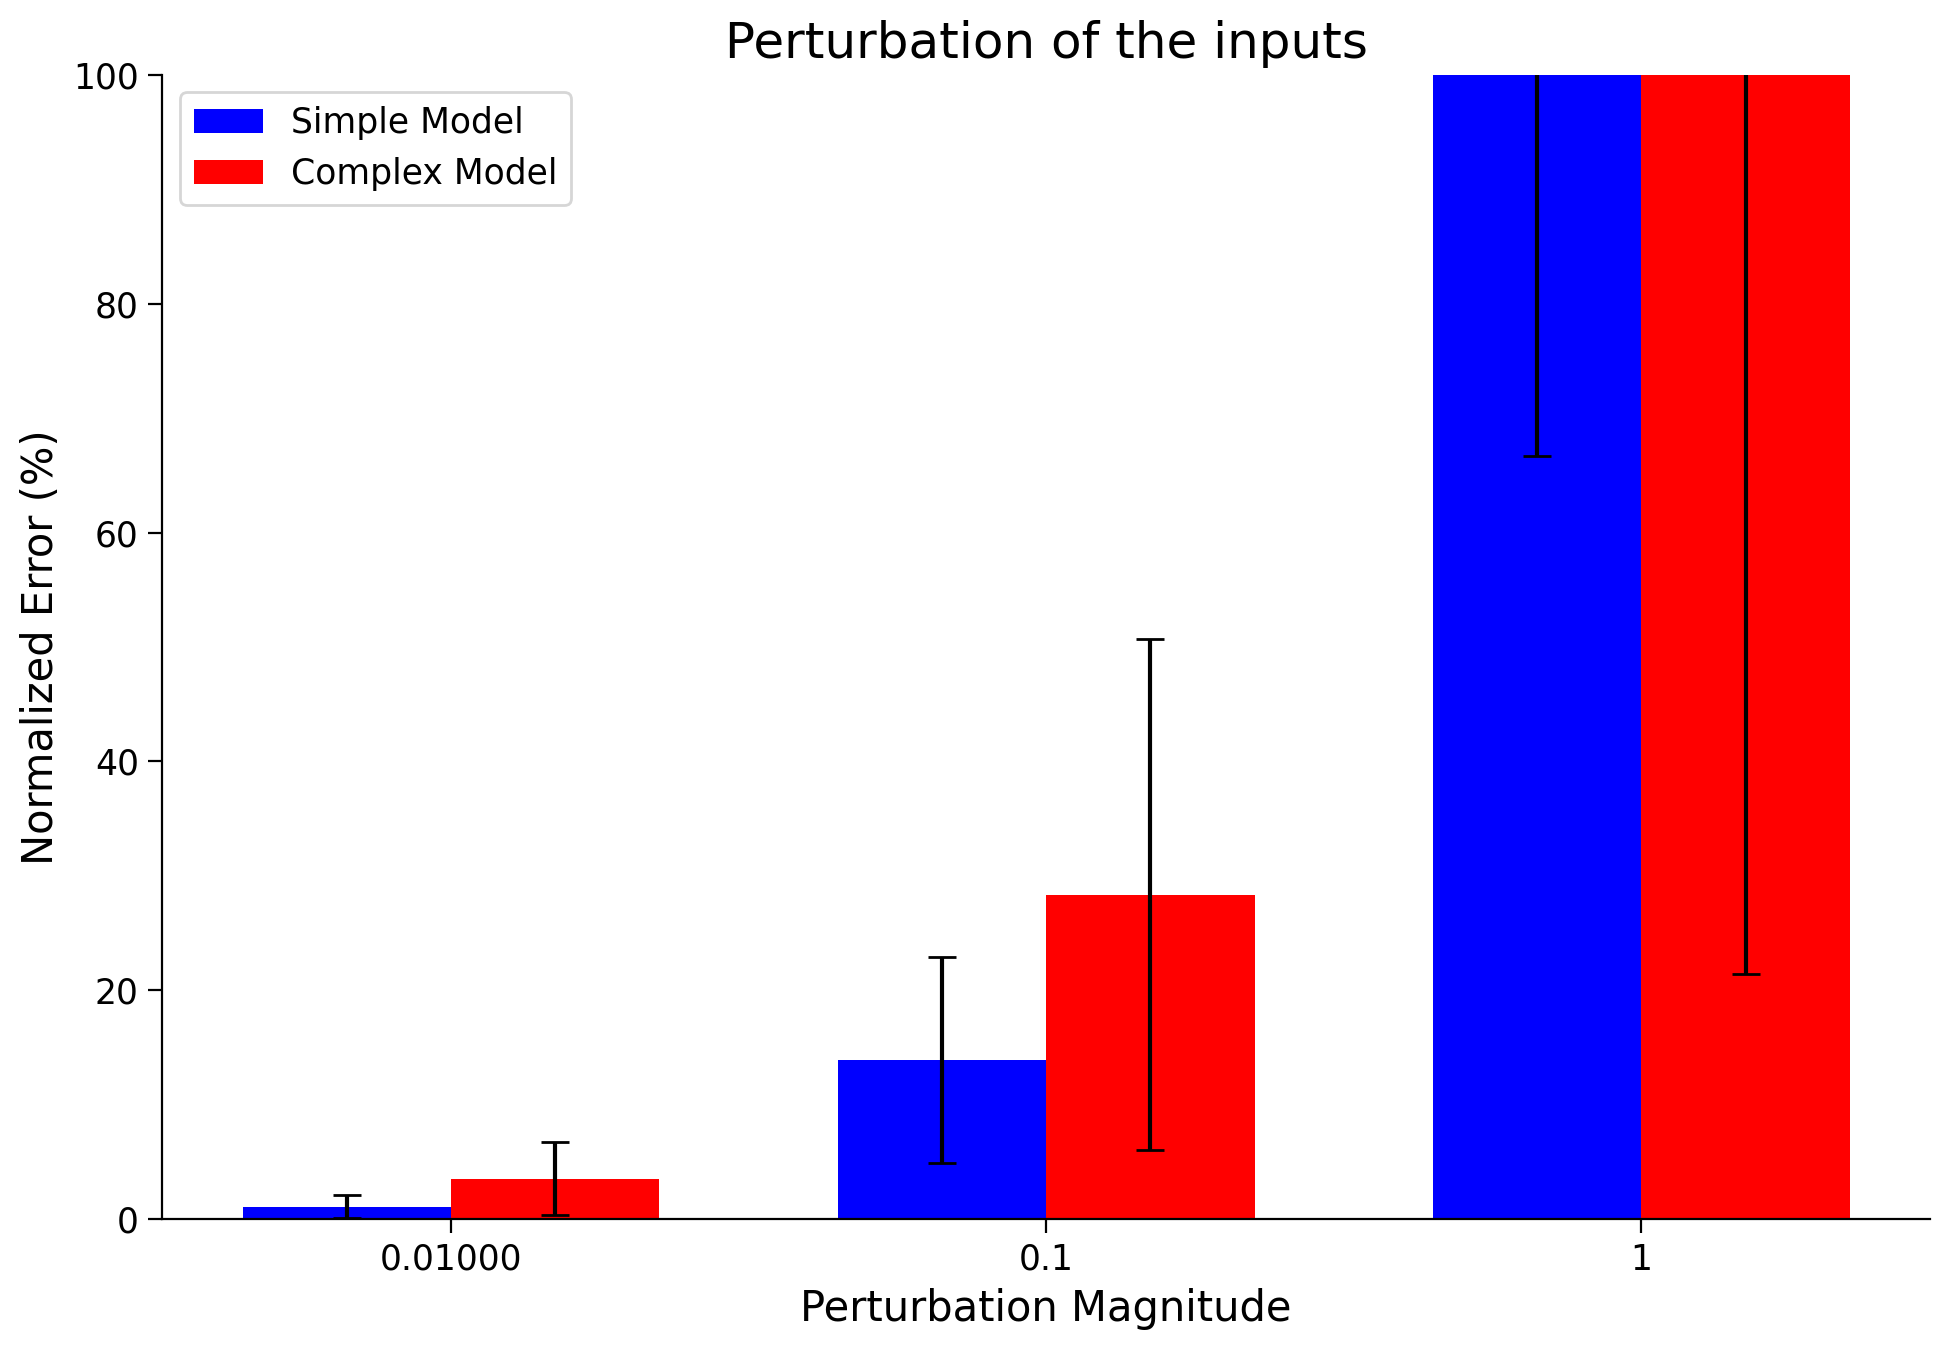 Perturbation of the inputs
Simple Model
Complex Model
Normalized Error (%)
100
80
60
40
20
0
0.01000
0.1
1
Perturbation Magnitude